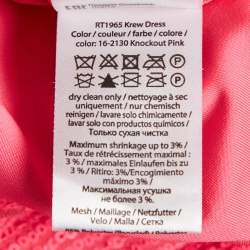 RT1965 Krew Dress
Color / couleur / farbe / colore /
color: 16-2130 Knockout Pink
dry clean only / nettoyage à sec
uniquement / nur chemisch
reinigen / lavar solo a secco /
lavar solo con productos químicos /
Только сухая чистка
Maximum shrinkage up to 3%/
Taux de rétrécissement maximal :
3 % / maximales Einlaufen bis zu
3 % / Ritiro/Encogimiento
máximo 3% /
Максимальная усушка
не более 3%.
Mesh / Maillage / Netzfutter
/ Velo / Malla / Сетка